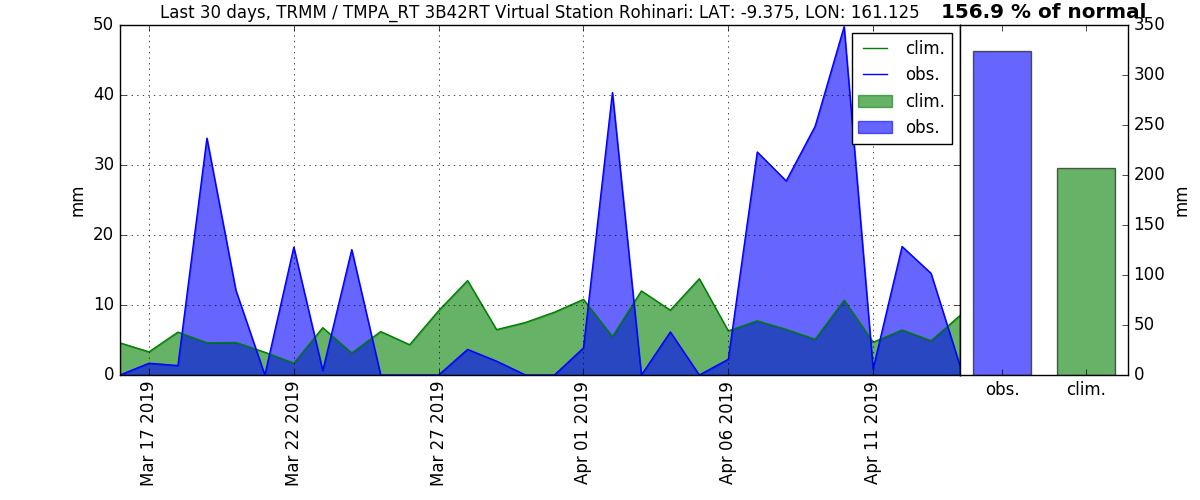 Last 30 days, TRMM / TMPA_RT 3B42RT Virtual Station Rohinari: LAT: -9.375, LON: 161.125
156.9 % of normal
50
40
30
20
10
0
mm
clim.
obs.
clim.
obs.
350
300
250
200
150
100
50
0
mm
Mar 17 2019
Mar 22 2019
Mar 27 2019
Apr 01 2019
Apr 06 2019
Apr 11 2019
obs.
clim.